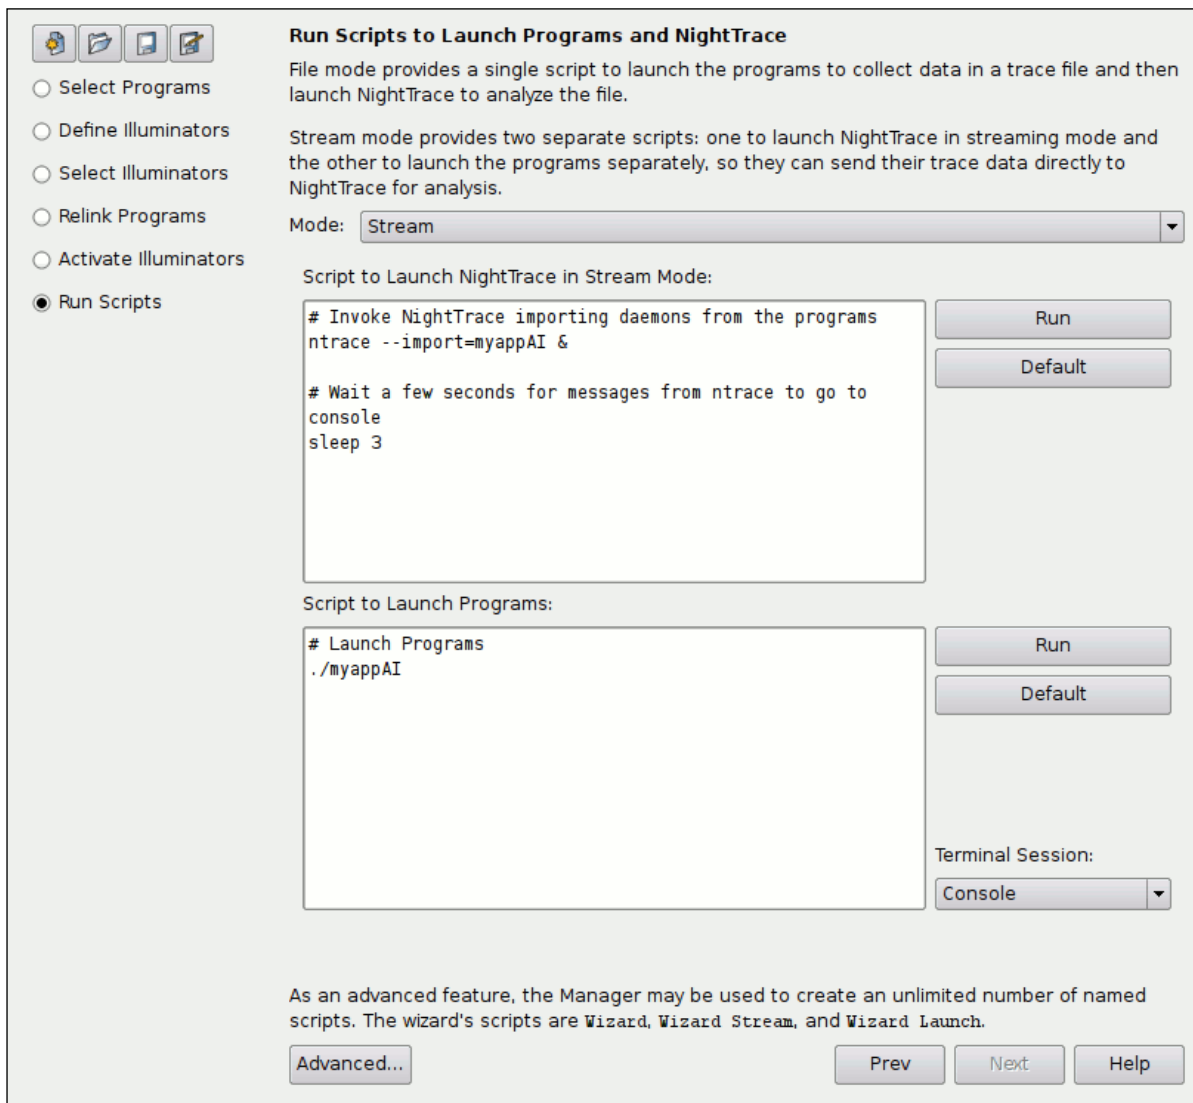 Run Scripts to Launch Programs and NightTrace
File mode provides a single script to launch the programs to collect data in a trace file and then
launch NightTrace to analyze the file.
Stream mode provides two separate scripts: one to launch NightTrace in streaming mode and
the other to launch the programs separately, so they can send their trace data directly to
NightTrace for analysis.
Select Programs
Define Illuminators
Select Illuminators
Relink Programs
Activate Illuminators
Run Scripts
Mode: Stream
Script to Launch NightTrace in Stream Mode:
# Invoke NightTrace importing daemons from the programs
ntrace --import=myappAI &
# Wait a few seconds for messages from ntrace to go to
console
sleep 3
Run
Default
Script to Launch Programs:
# Launch Programs
./myappAI
Run
Default
Terminal Session:
Console
As an advanced feature, the Manager may be used to create an unlimited number of named
scripts. The wizard's scripts are Wizard, Wizard Stream, and Wizard Launch.
Advanced... Prev Next Help